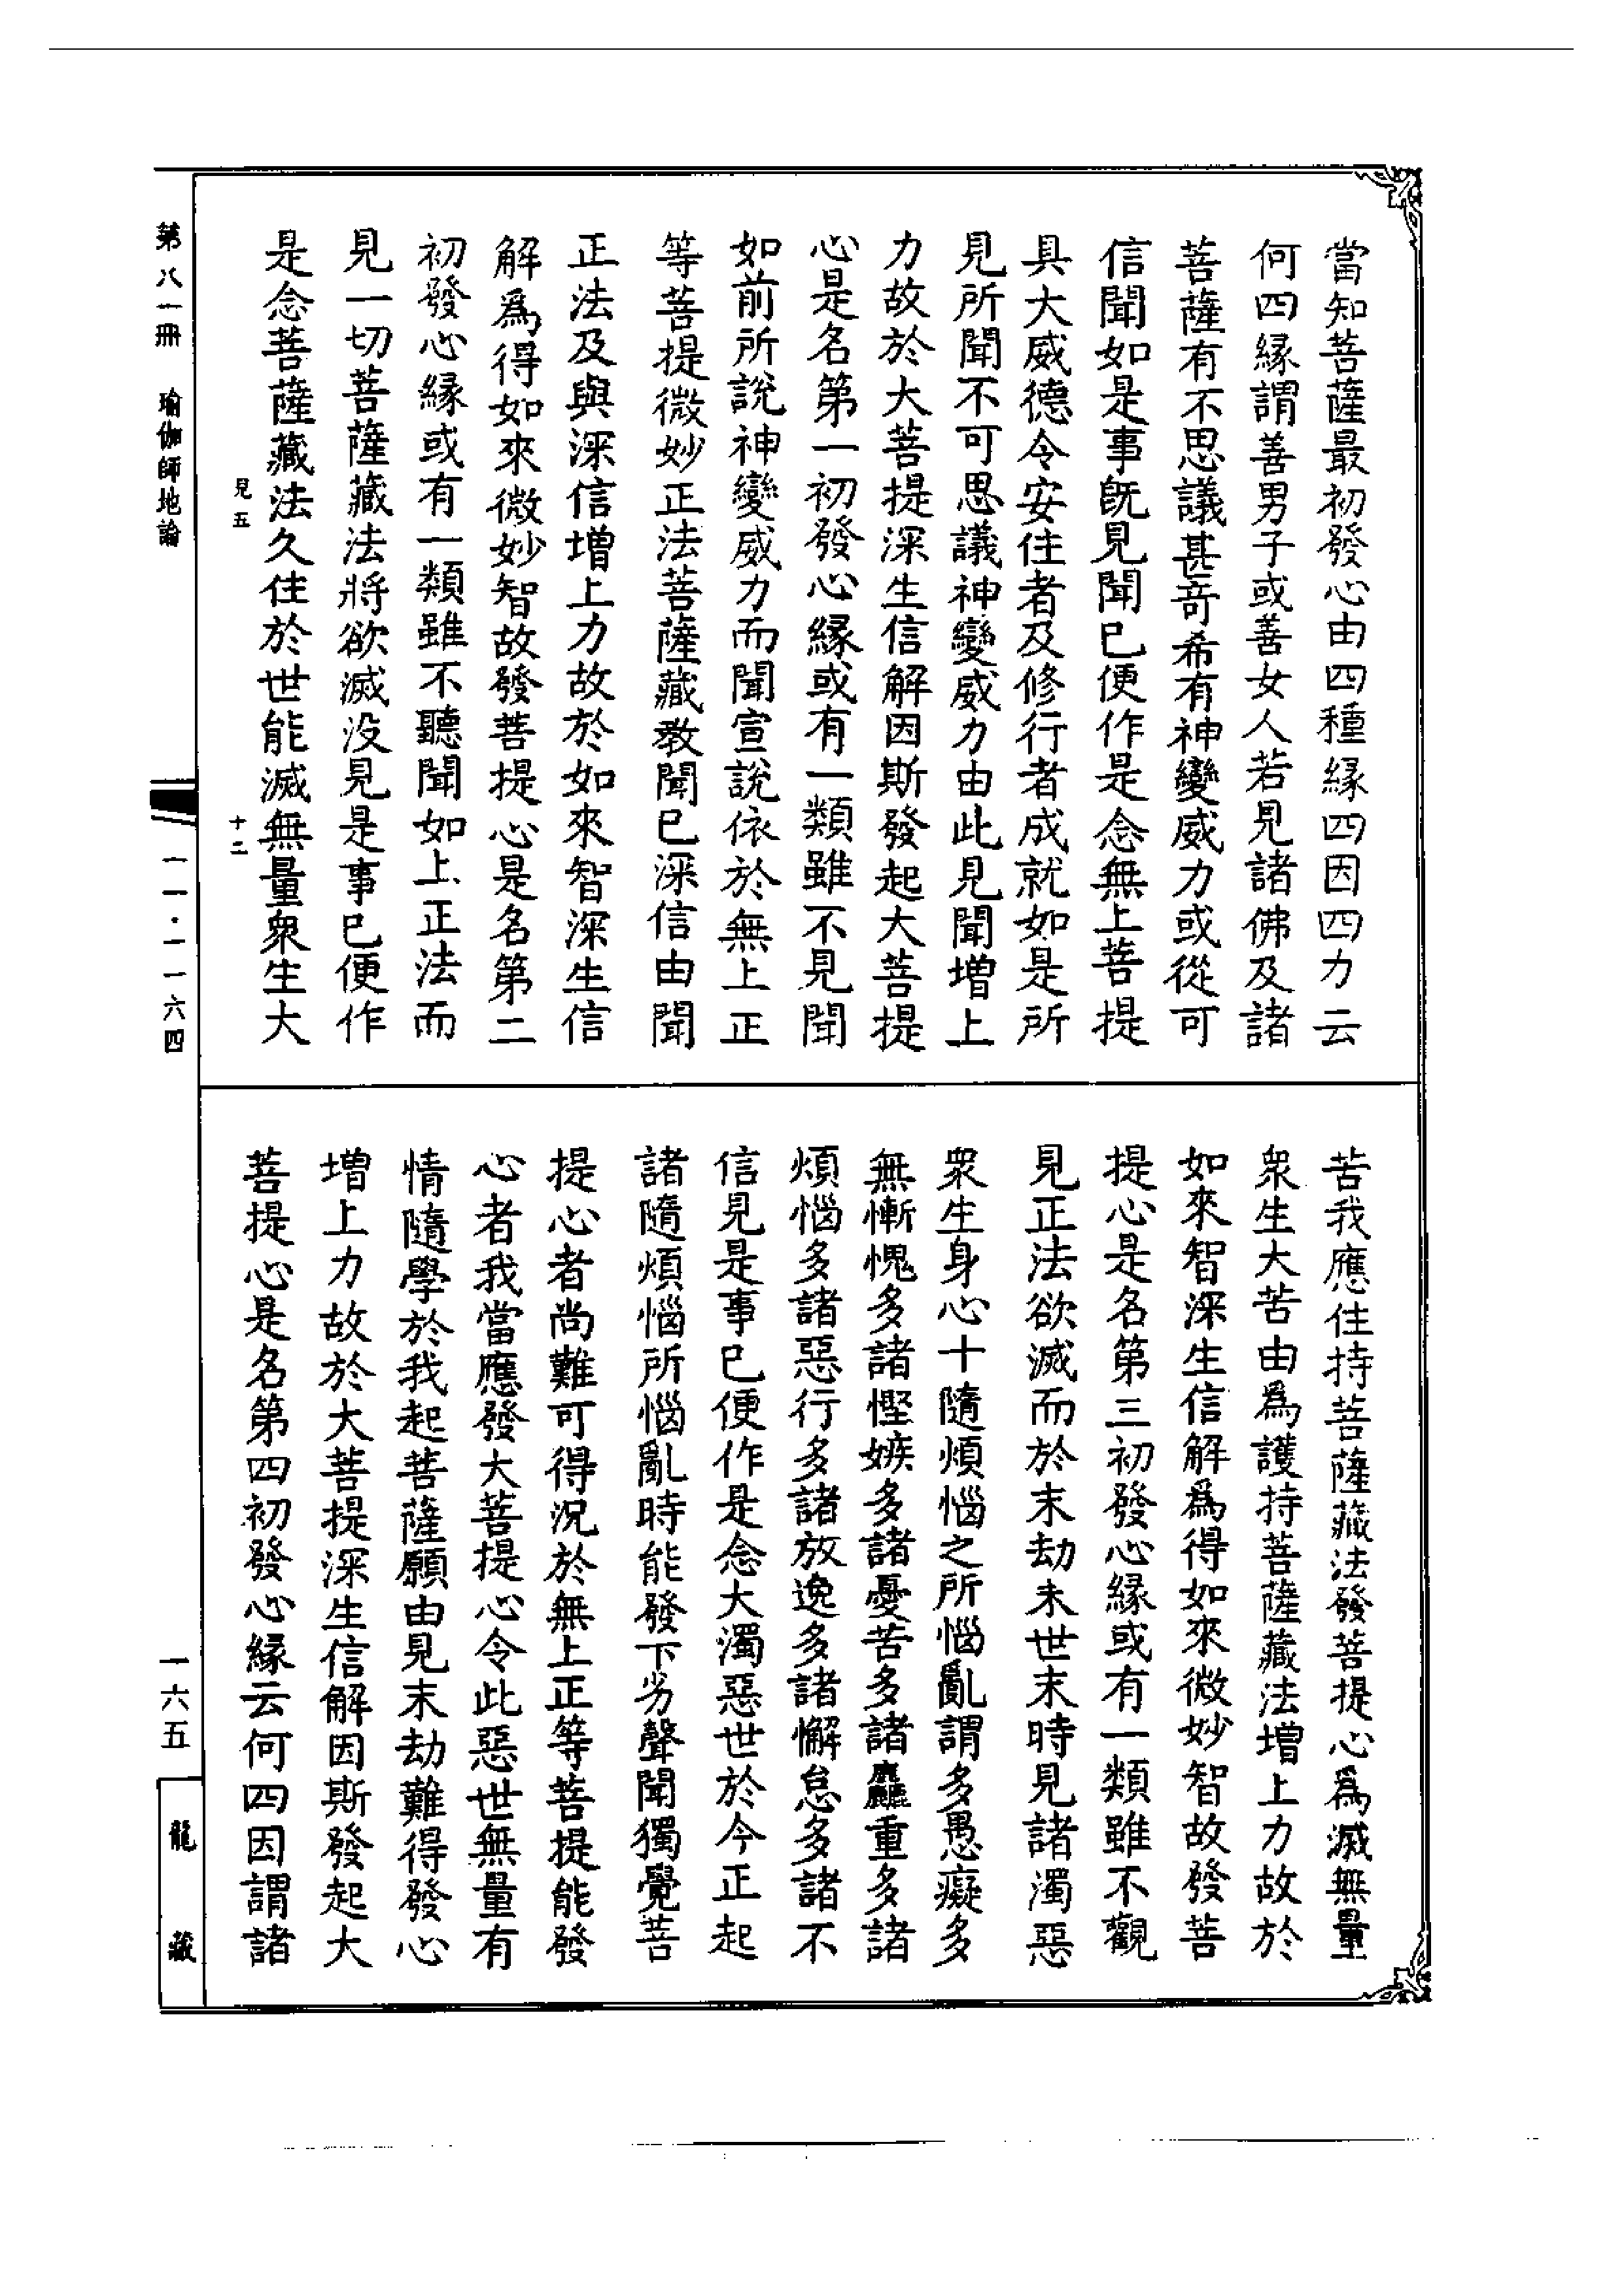 當知菩薩最初發心由四種緣四因四力云
何四緣謂善男子或善女人若見諸佛及諸
菩薩有不思議甚奇希有神變威力或從可
信聞如是事既見聞已便作是念無上菩提
具大威德令安住者及修行者成就如是所
見所聞不可思議神變威力由此見聞增上
力故於大菩提深生信解因斯發起大菩提
心是名第一初發心緣或有一類雖不見聞
如前所說神變威力而聞宣說依於無上正
等菩提微妙正法菩薩藏教聞已深信由聞
正法及與深信增上力故於如來智深生信
解為得如來微妙智故發菩提心是名第二
初發心緣或有一類雖不聽聞如上正法而
見一切菩薩藏法將欲滅沒見是事已便作
是念菩薩藏法久住於世能滅無量眾生大
見五
十二
苦我應住持菩薩藏法發菩提心為滅無量
眾生大苦由為護持菩薩藏法增上力故於
如來智深生信解為得如來微妙智故發菩
提心是名第三初發心緣或有一類雖不觀
見正法欲滅而於末劫末世末時見諸濁惡
眾生身心十隨煩惱之所惱亂謂多愚癡多
無慚愧多諸慳嫉多諸憂苦多諸麤重多諸
煩惱多諸惡行多諸放逸多諸懈怠多諸不
信見是事已便作是念大濁惡世於今正起
諸隨煩惱所惱亂時能發下劣聲聞獨覺菩
提心者尚難可得況於無上正等菩提能發
心者我當應發大菩提心令此惡世無量有
情隨學於我起菩薩願由見末劫難得發心
增上力故於大菩提深生信解因斯發起大
菩提心是名第四初發心緣云何四因謂諸
第八一冊 瑜伽師地論
一一·一一六四
一六五
龍藏